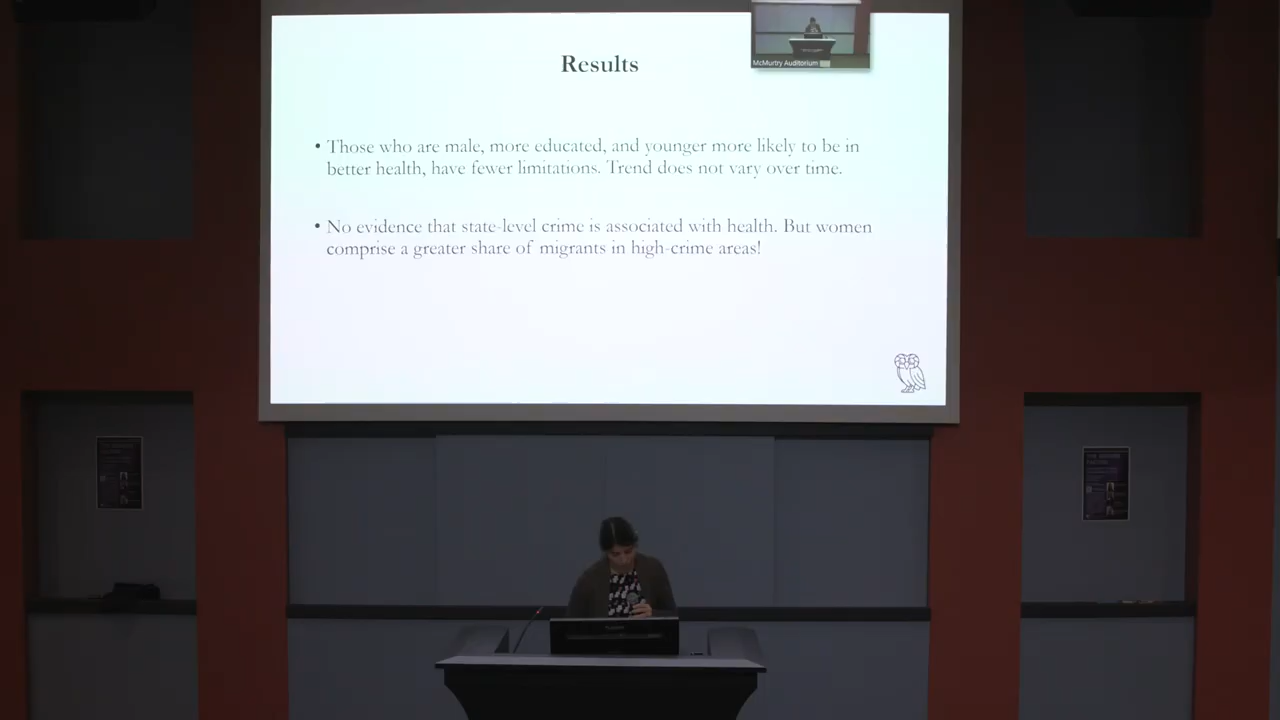 McMurtry Auditorium
Results
• Those who are male, more educated, and younger more likely to be in
better health, have fewer limitations. Trend does not vary over time.
• No evidence that state-level crime is associated with health. But women
comprise a greater share of migrants in high-crime areas!